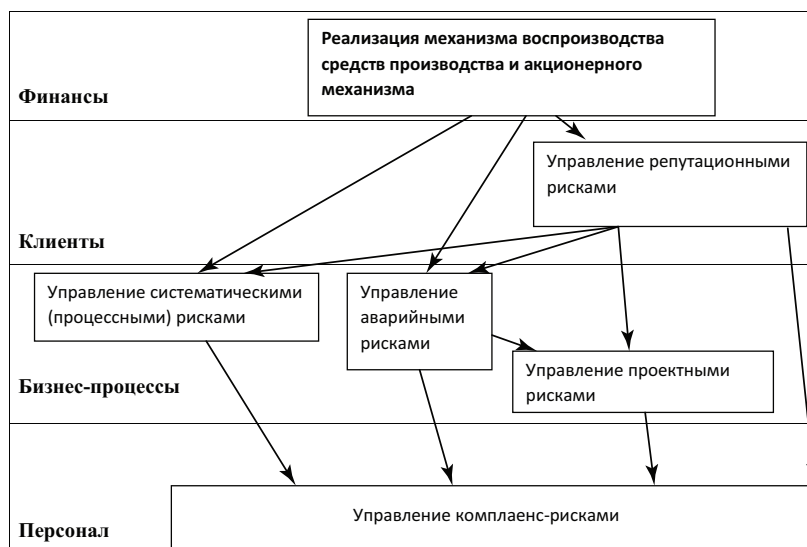 Реализация механизма воспроизводства
средств производства и акционерного
механизма
Финансы
Управление репутационными
рисками
Клиенты
Управление систематическими
(процессными) рисками
Управление
аварийными
рисками
Управление проектными
рисками
Бизнес-процессы
Управление комплаенс-рисками
Персонал